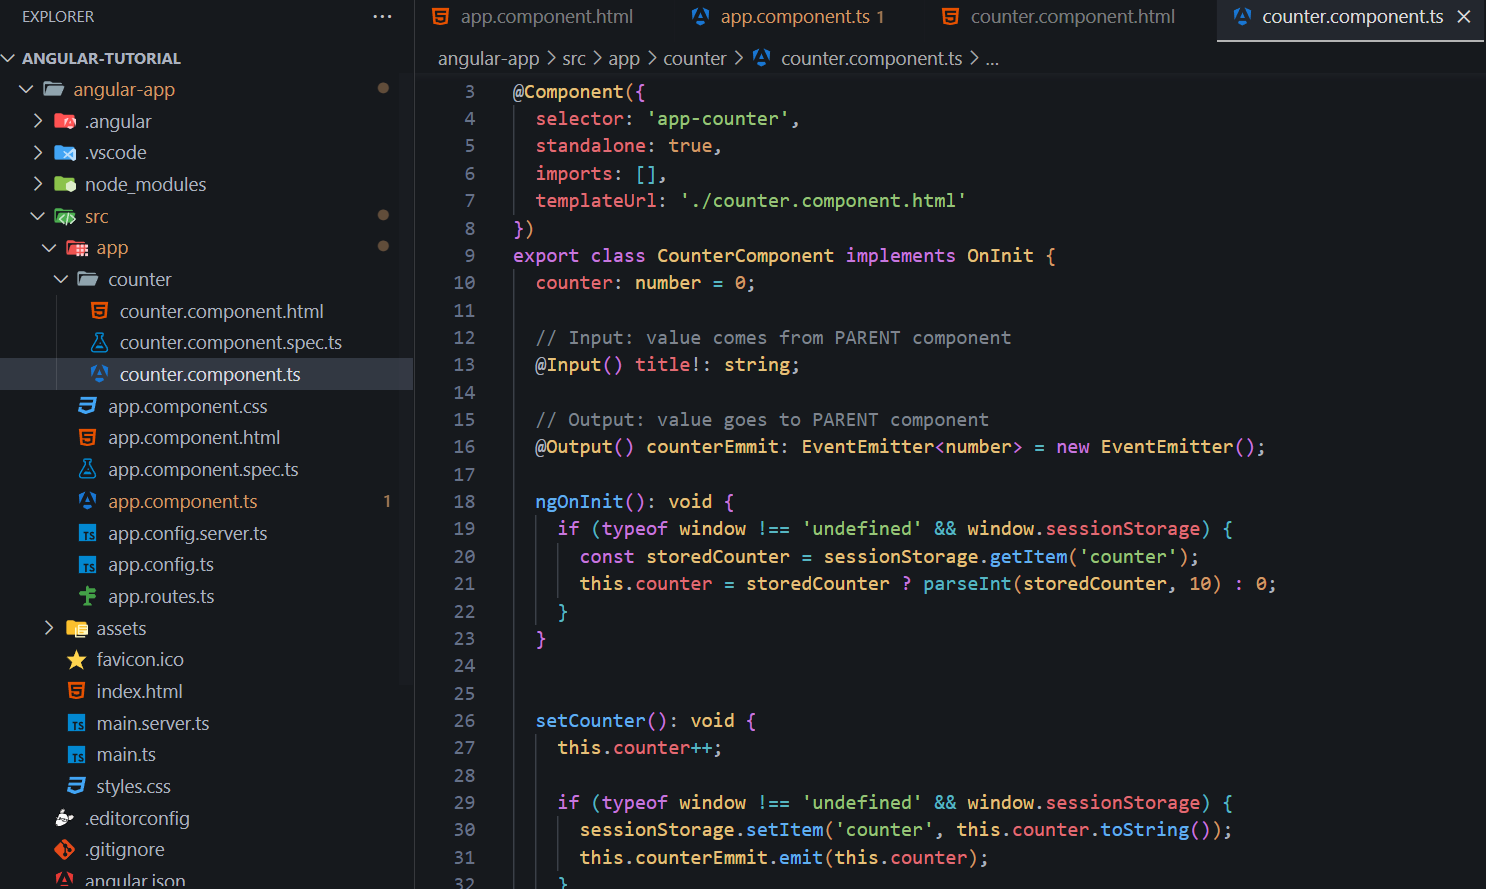 EXPLORER
ANGULAR-TUTORIAL
angular-app
.angular
.vscode
node_modules
src
app
counter
counter.component.html
counter.component.spec.ts
counter.component.ts
app.component.css
app.component.html
app.component.spec.ts
app.component.ts 1
app.config.server.ts
app.config.ts
app.routes.ts
assets
favicon.ico
index.html
main.server.ts
main.ts
styles.css
.editorconfig
.gitignore
angular.json
app.component.html
app.component.ts 1
counter.component.html
counter.component.ts
angular-app > src > app > counter > counter.component.ts > ...
3 @Component({
4 selector: 'app-counter',
5 standalone: true,
6 imports: [],
7 templateUrl: './counter.component.html'
8 })
9 export class CounterComponent implements OnInit {
10 counter: number = 0;
11
12 // Input: value comes from PARENT component
13 @Input() title!: string;
14
15 // Output: value goes to PARENT component
16 @Output() counterEmmit: EventEmitter<number> = new EventEmitter();
17
18 ngOnInit(): void {
19 if (typeof window !== 'undefined' && window.sessionStorage) {
20 const storedCounter = sessionStorage.getItem('counter');
21 this.counter = storedCounter ? parseInt(storedCounter, 10) : 0;
22 }
23 }
24
25
26 setCounter(): void {
27 this.counter++;
28
29 if (typeof window !== 'undefined' && window.sessionStorage) {
30 sessionStorage.setItem('counter', this.counter.toString());
31 this.counterEmmit.emit(this.counter);
32 }